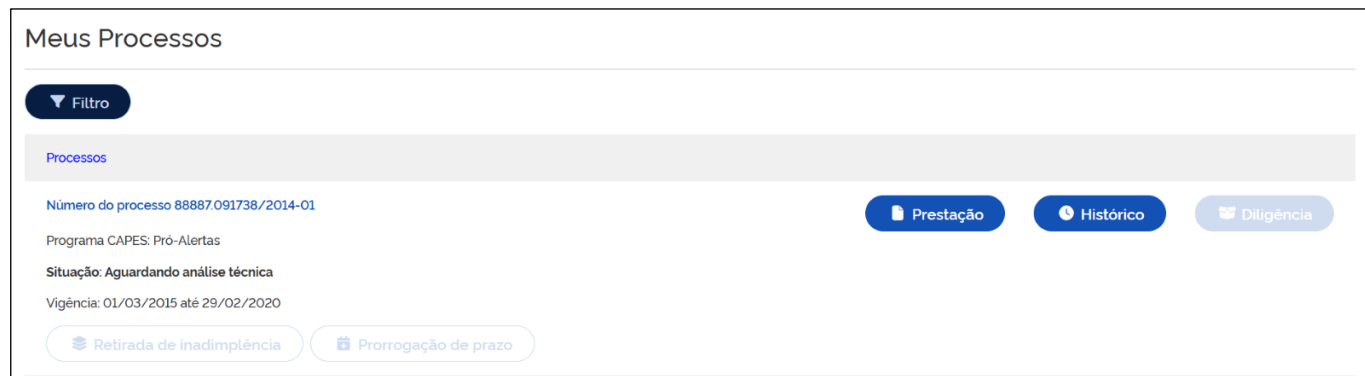 Meus Processos
Filtro
Processos
Número do processo 88887.091738/2014-01
Prestação
Histórico
Diligência
Programa CAPES: Pró-Alertas
Situação: Aguardando análise técnica
Vigência: 01/03/2015 até 29/02/2020
Retirada de inadimplência
Prorrogação de prazo